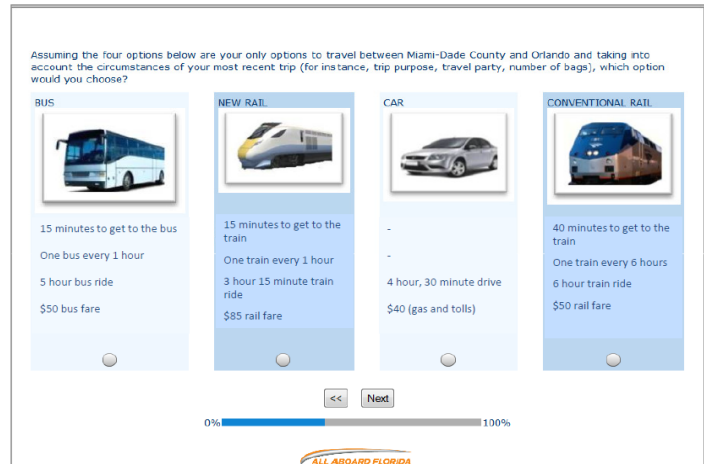 Assuming the four options below are your only options to travel between Miami-Dade County and Orlando and taking into
account the circumstances of your most recent trip (for instance, trip purpose, travel party, number of bags), which option
would you choose?
BUS
15 minutes to get to the bus
One bus every 1 hour
5 hour bus ride
$50 bus fare
NEW RAIL
15 minutes to get to the
train
One train every 1 hour
3 hour 15 minute train
ride
$85 rail fare
CAR
-
-
4 hour, 30 minute drive
$40 (gas and tolls)
CONVENTIONAL RAIL
40 minutes to get to the
train
One train every 6 hours
6 hour train ride
$50 rail fare
<< Next
0% 100%
ALL ABOARD FLORIDA